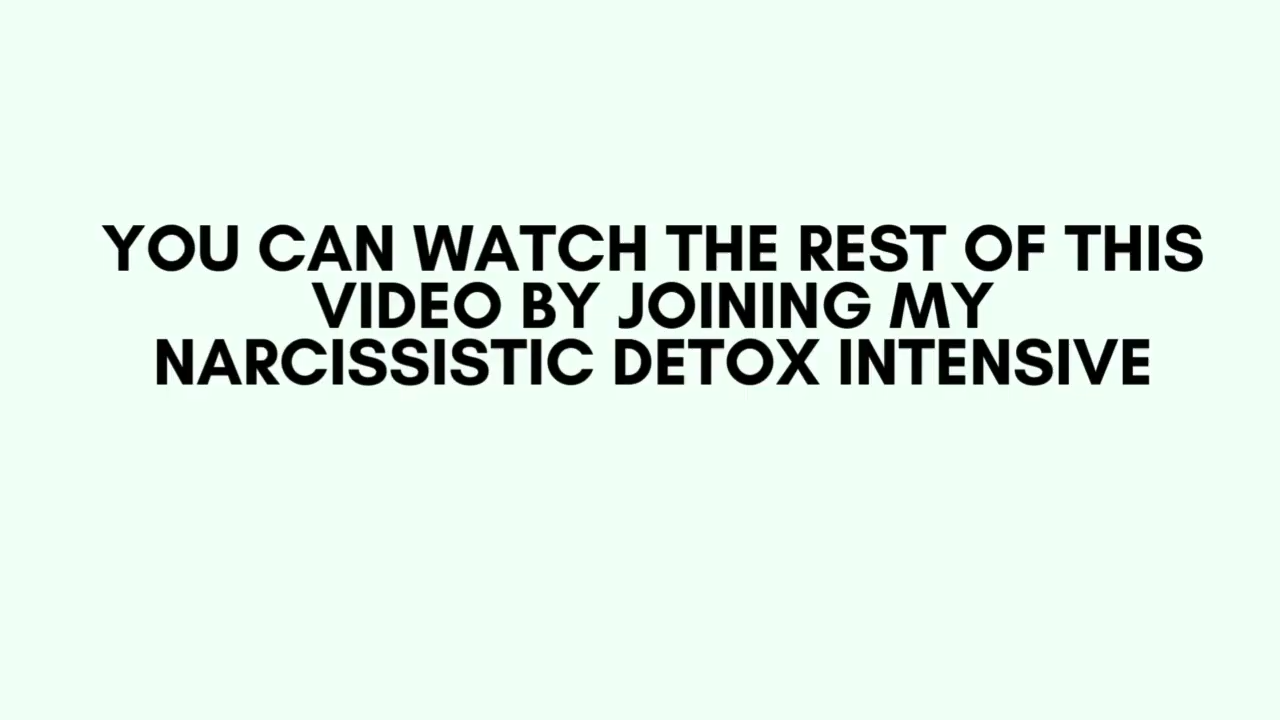 YOU CAN WATCH THE REST OF THIS
VIDEO BY JOINING MY
NARCISSISTIC DETOX INTENSIVE